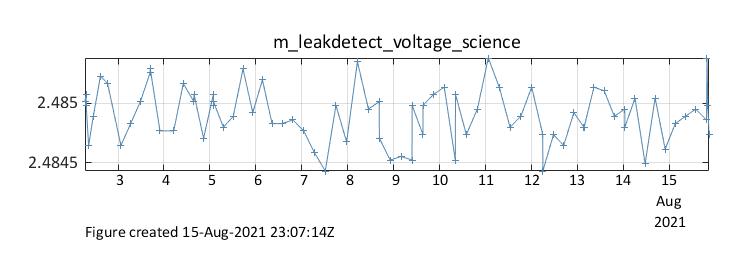 m_leakdetect_voltage_science
2.485
2.4845
3 4 5 6 7 8 9 10 11 12 13 14 15
Aug
2021
Figure created 15-Aug-2021 23:07:14Z